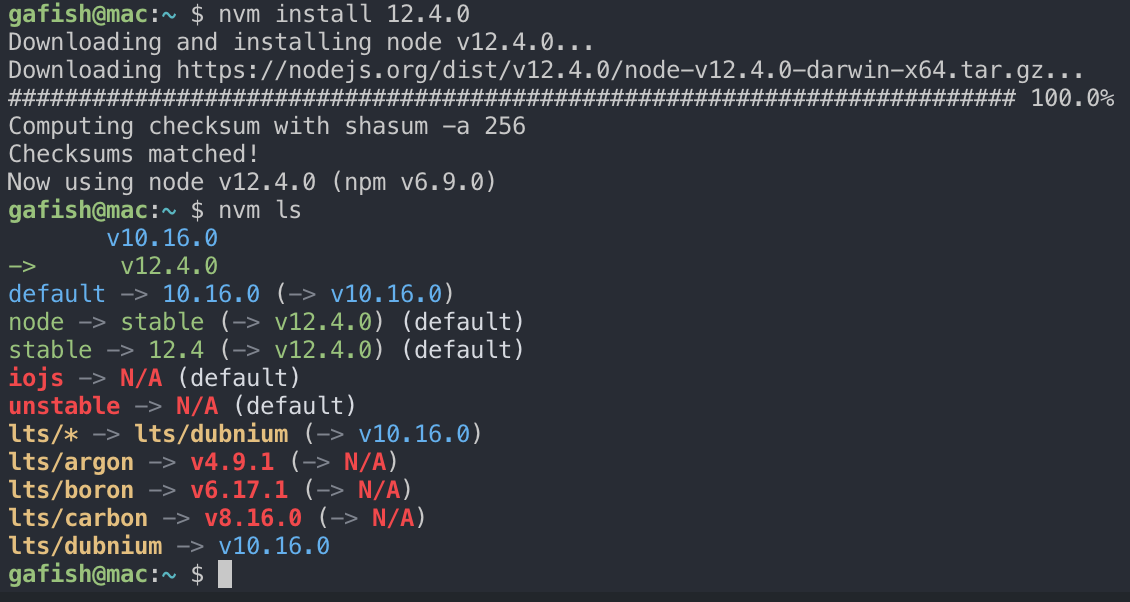 gafish@mac:~ $ nvm install 12.4.0
Downloading and installing node v12.4.0...
Downloading https://nodejs.org/dist/v12.4.0/node-v12.4.0-darwin-x64.tar.gz...
######################################################################## 100.0%
Computing checksum with shasum -a 256
Checksums matched!
Now using node v12.4.0 (npm v6.9.0)
gafish@mac:~ $ nvm ls
       v10.16.0
->      v12.4.0
default -> 10.16.0 (-> v10.16.0)
node -> stable (-> v12.4.0) (default)
stable -> 12.4 (-> v12.4.0) (default)
iojs -> N/A (default)
unstable -> N/A (default)
lts/* -> lts/dubnium (-> v10.16.0)
lts/argon -> v4.9.1 (-> N/A)
lts/boron -> v6.17.1 (-> N/A)
lts/carbon -> v8.16.0 (-> N/A)
lts/dubnium -> v10.16.0
gafish@mac:~ $